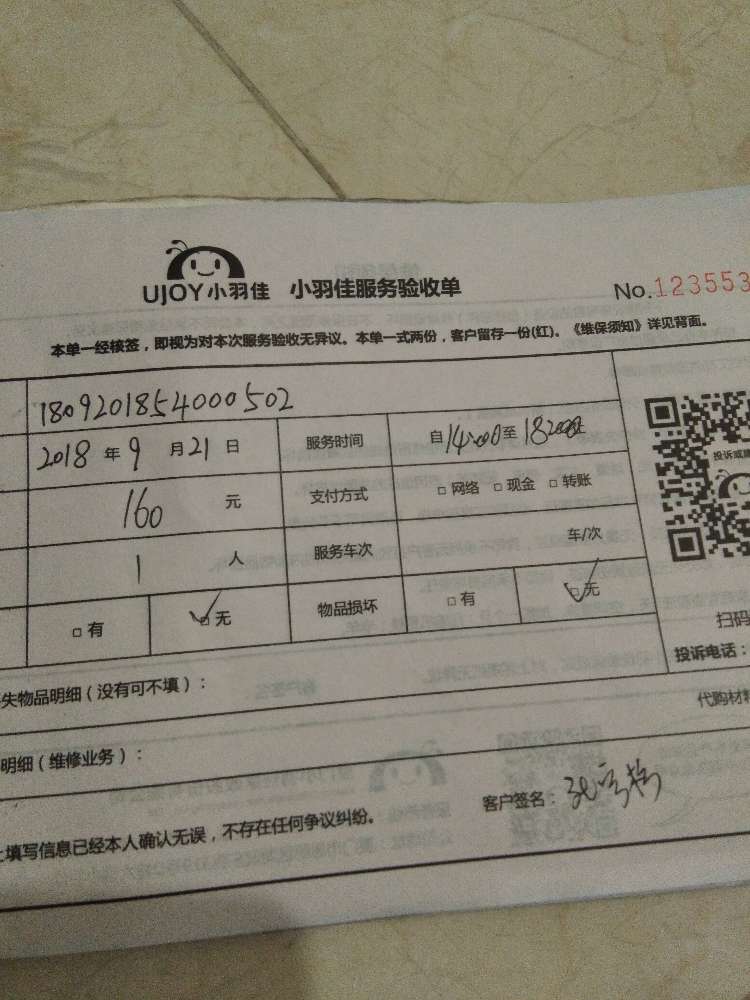 UJOY小羽佳 小羽佳服务验收单 No.123553
本单一经核签，即视为对本次服务验收无异议。本单一式两份，客户留存一份(红)。《维保须知》详见背面。
1809201854000502
2018 年 9 月 21 日 服务时间 自 14:00 至 18:00 止
160 元 支付方式 □ 网络 □ 现金 □ 转账
1 人 服务车次 车/次
□ 有 □ 无 物品损坏 □ 有 □ 无
扫码
投诉电话：
失物品明细（没有可不填）：
代购材料
明细（维修业务）：
客户签名：
填写信息已经本人确认无误，不存在任何争议纠纷。